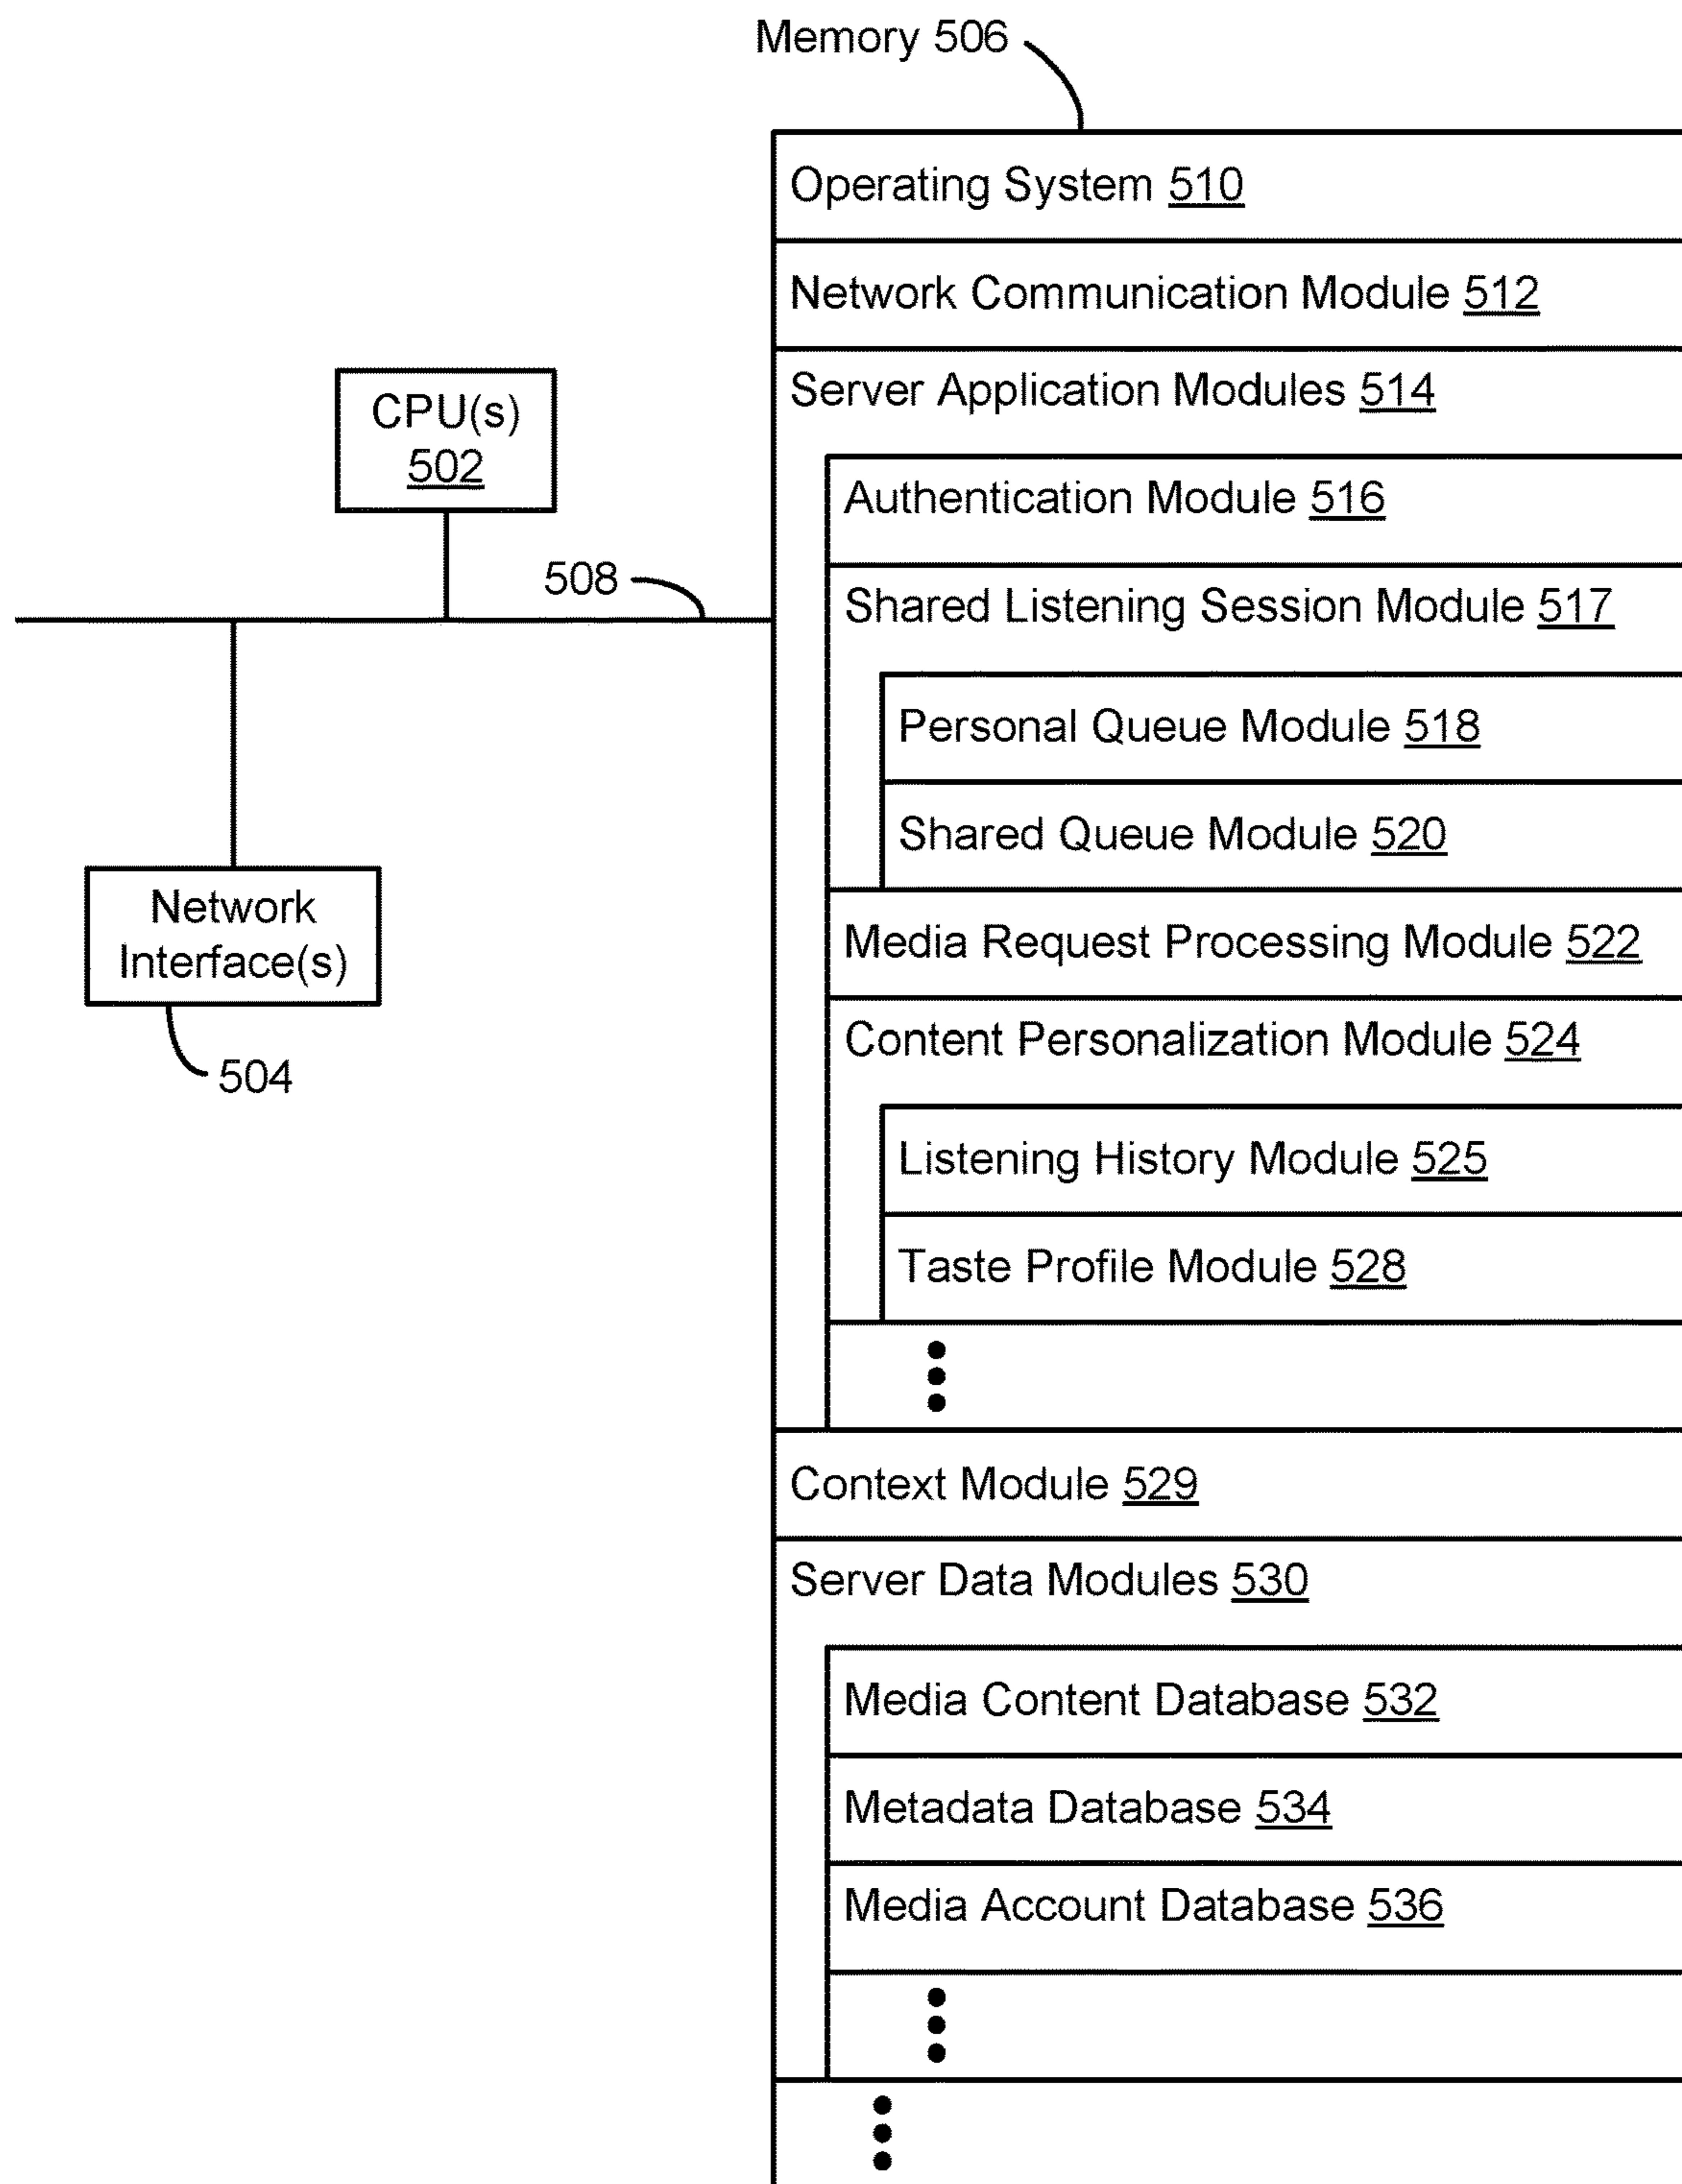 Memory 506
Operating System 510
Network Communication Module 512
Server Application Modules 514
CPU(s)
502
Authentication Module 516
508
Shared Listening Session Module 517
Personal Queue Module 518
Shared Queue Module 520
Network
Interface(s)
504
Media Request Processing Module 522
Content Personalization Module 524
Listening History Module 525
Taste Profile Module 528
Context Module 529
Server Data Modules 530
Media Content Database 532
Metadata Database 534
Media Account Database 536